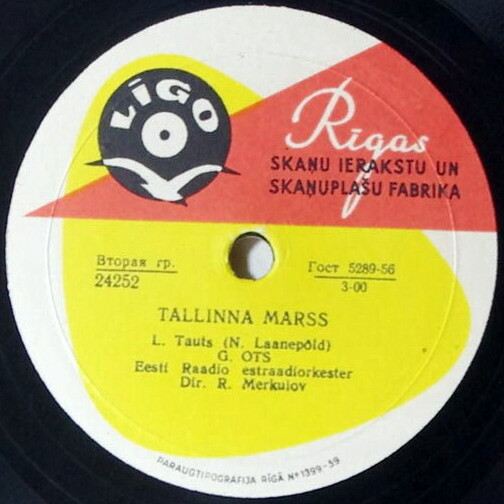 LĪGO
Rīgas
SKAŅU IERAKSTU UN
SKAŅUPLAŠU FABRIKA
Вторая гр.
24252
Гост 5289-56
3-00
TALLINNA MARSS
L. Tauts (N. Laanepõld)
G. OTS
Eesti Raadio estraadiorkester
Dir. R. Merkulov
PARAUGTIPOGRAFIJA RĪGĀ Nº1399-59